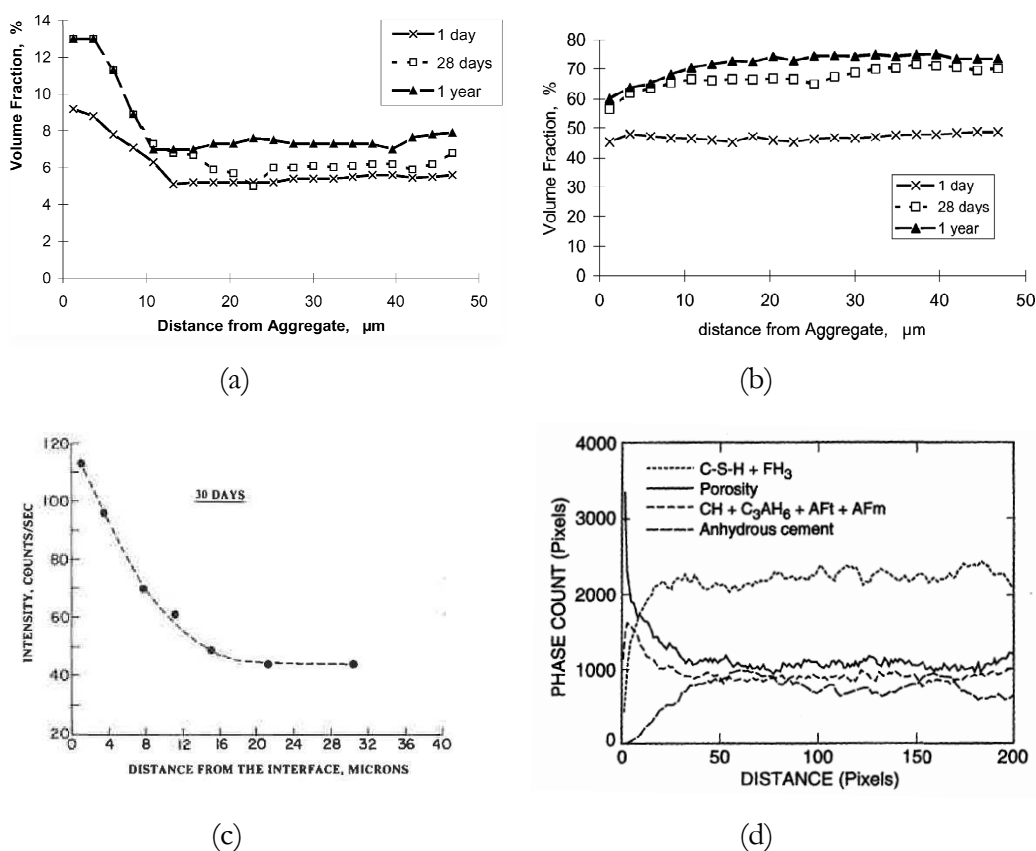 14
12
10
8
6
4
2
0
Volume Fraction, %
1 day
28 days
1 year
0 10 20 30 40 50
Distance from Aggregate, µm
(a)
80
70
60
50
40
30
20
10
0
Volume Fraction, %
1 day
28 days
1 year
0 10 20 30 40 50
distance from Aggregate, µm
(b)
120
100
80
60
40
20
INTENSITY, COUNTS/SEC
30 DAYS
0 4 8 12 16 20 24 28 32 36 40
DISTANCE FROM THE INTERFACE, MICRONS
(c)
4000
3000
2000
1000
0
PHASE COUNT (Pixels)
C-S-H + FH₃
Porosity
CH + C₃AH₆ + AFt + AFm
Anhydrous cement
0 50 100 150 200
DISTANCE (Pixels)
(d)